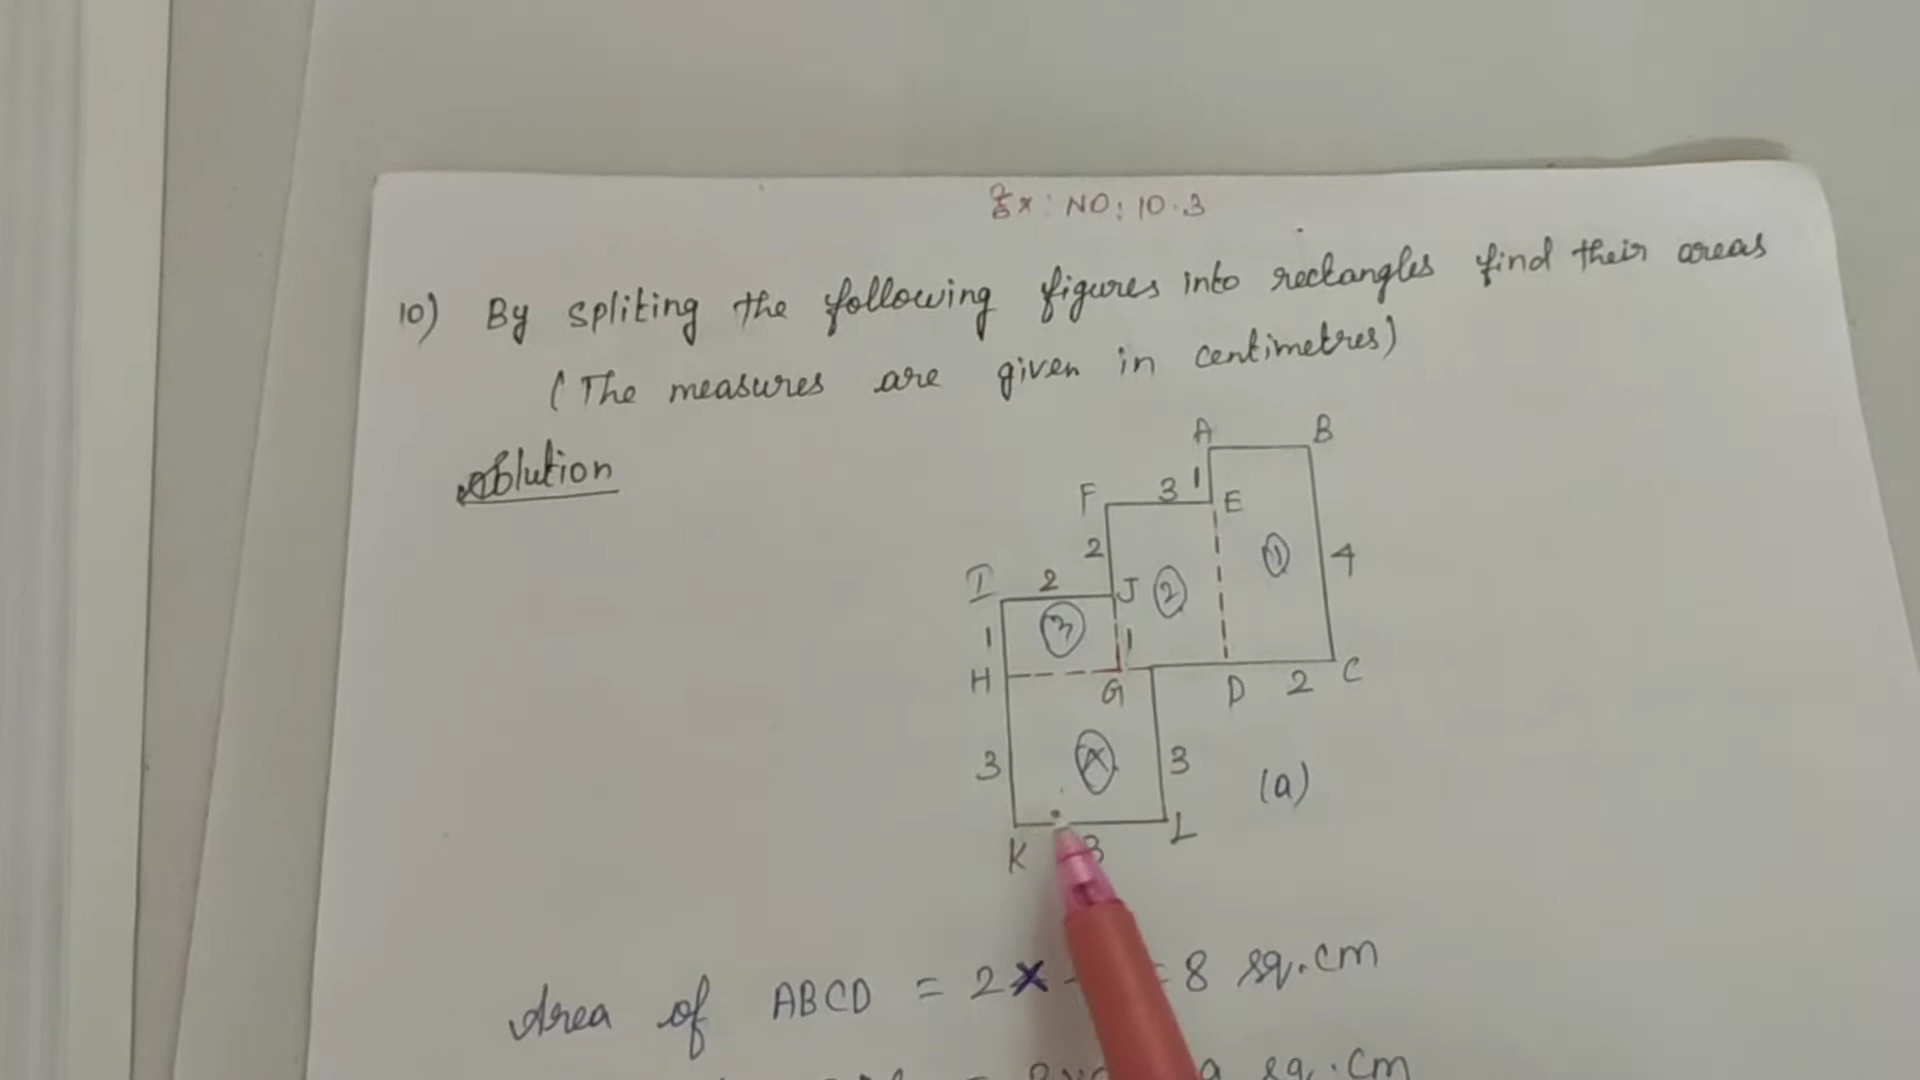 Ex: NO: 10.3
10) By spliting the following figures into rectangles find their areas
(The measures are given in centimetres)
Solution
A B
F 3 1 E
2 1 4
I 2 J 2
1 3 1
H G D 2 C
3 3 (a)
K 3 L
Area of ABCD = 2 × = 8 sq.cm
= 9 sq.cm